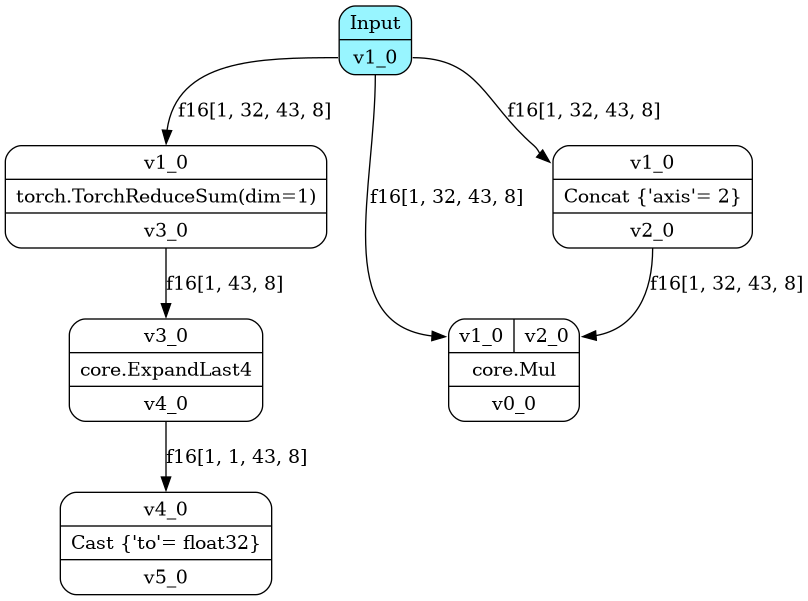 Input
v1_0
f16[1, 32, 43, 8]
f16[1, 32, 43, 8]
v1_0
torch.TorchReduceSum(dim=1)
v3_0
f16[1, 32, 43, 8]
v1_0
Concat {'axis'= 2}
v2_0
f16[1, 43, 8]
f16[1, 32, 43, 8]
v3_0
core.ExpandLast4
v4_0
v1_0 v2_0
core.Mul
v0_0
f16[1, 1, 43, 8]
v4_0
Cast {'to'= float32}
v5_0